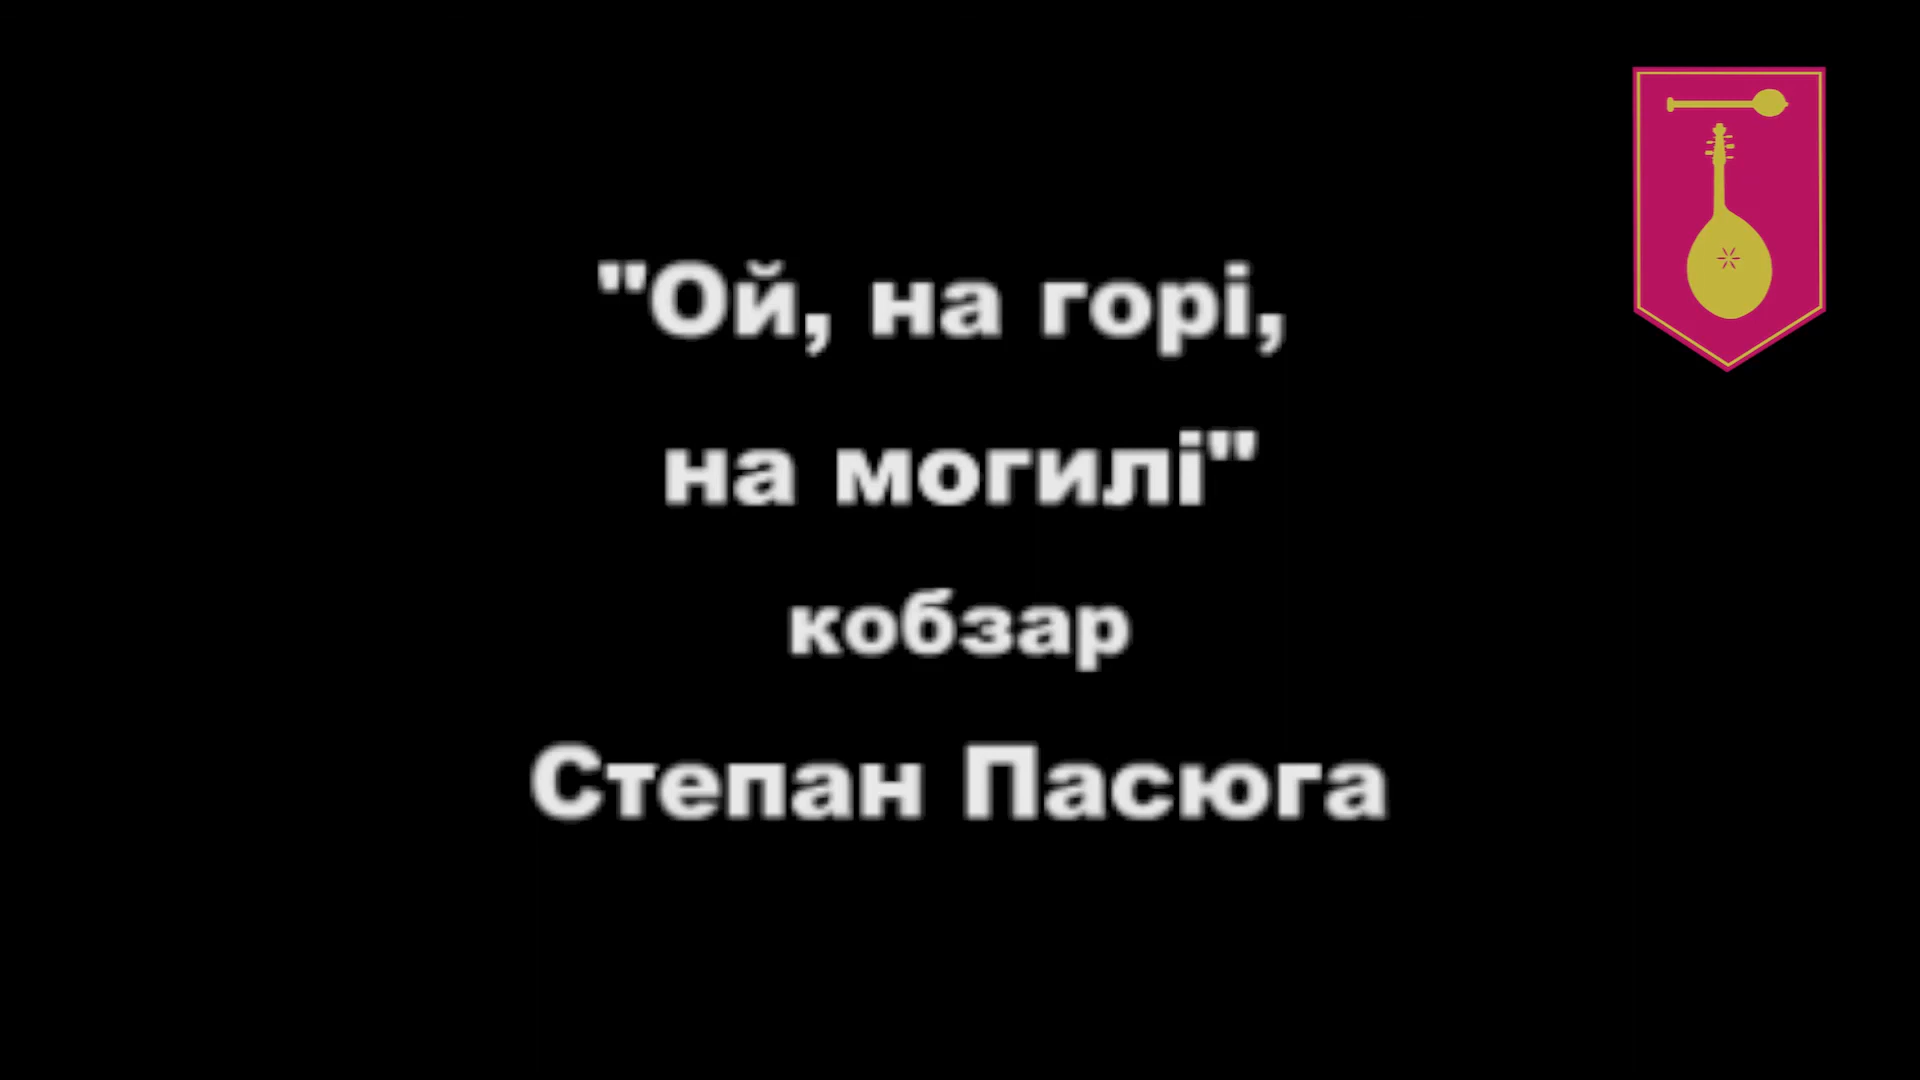 "Ой, на горі,
на могилі"
кобзар
Степан Пасюга